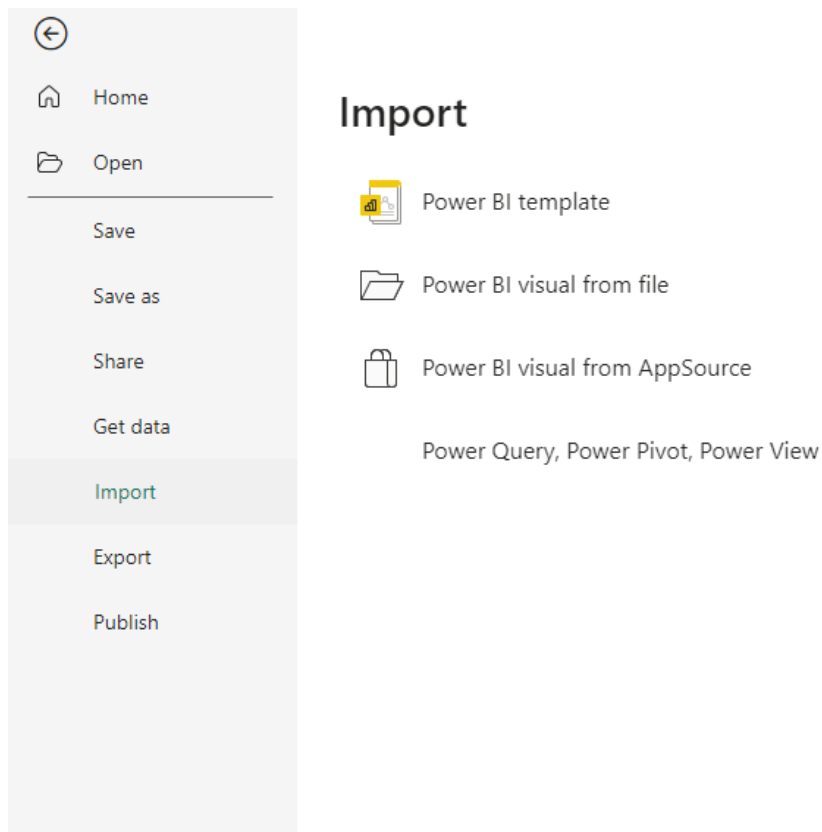 Home
Open
Save
Save as
Share
Get data
Import
Export
Publish
Import
Power BI template
Power BI visual from file
Power BI visual from AppSource
Power Query, Power Pivot, Power View